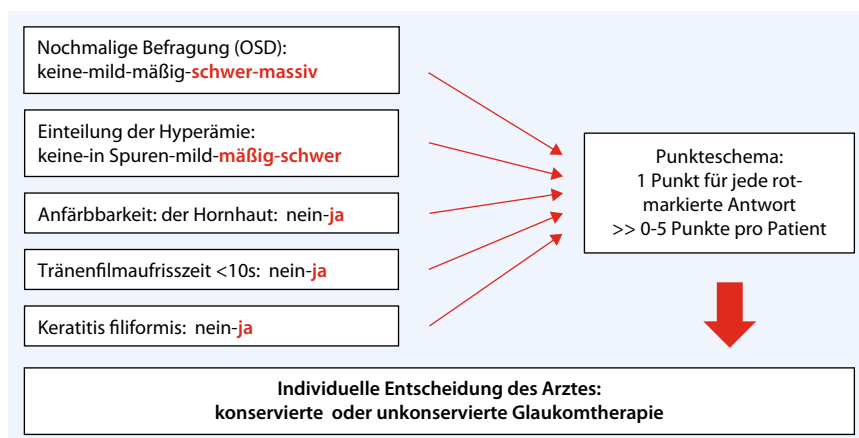 Nochmalige Befragung (OSD):
keine-mild-mäßig-schwer-massiv
Einteilung der Hyperämie:
keine-in Spuren-mild-mäßig-schwer
Anfärbbarkeit: der Hornhaut: nein-ja
Tränenfilmaufrisszeit <10s: nein-ja
Keratitis filiformis: nein-ja
Punkteschema:
1 Punkt für jede rot-
markierte Antwort
>> 0-5 Punkte pro Patient
Individuelle Entscheidung des Arztes:
konservierte oder unkonservierte Glaukomtherapie